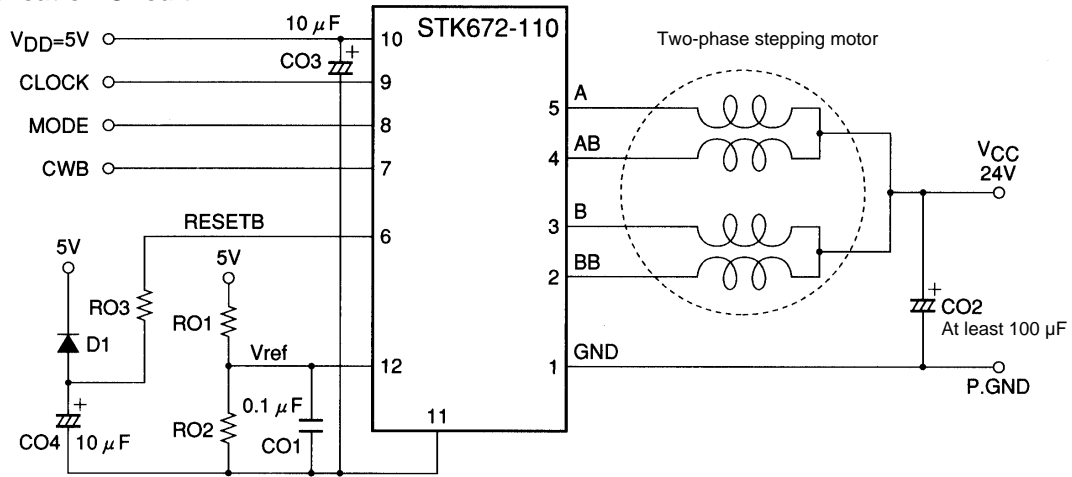 10 μF
STK672-110
VDD=5V
10
CO3
+
Two-phase stepping motor
CLOCK
9
A
5
MODE
8
AB
4
VCC
24V
CWB
7
RESETB
6
B
3
5V
5V
BB
2
RO3
RO1
+
CO2
At least 100 μF
D1
Vref
12
GND
1
P.GND
+
CO4
10 μF
RO2
0.1 μF
CO1
11